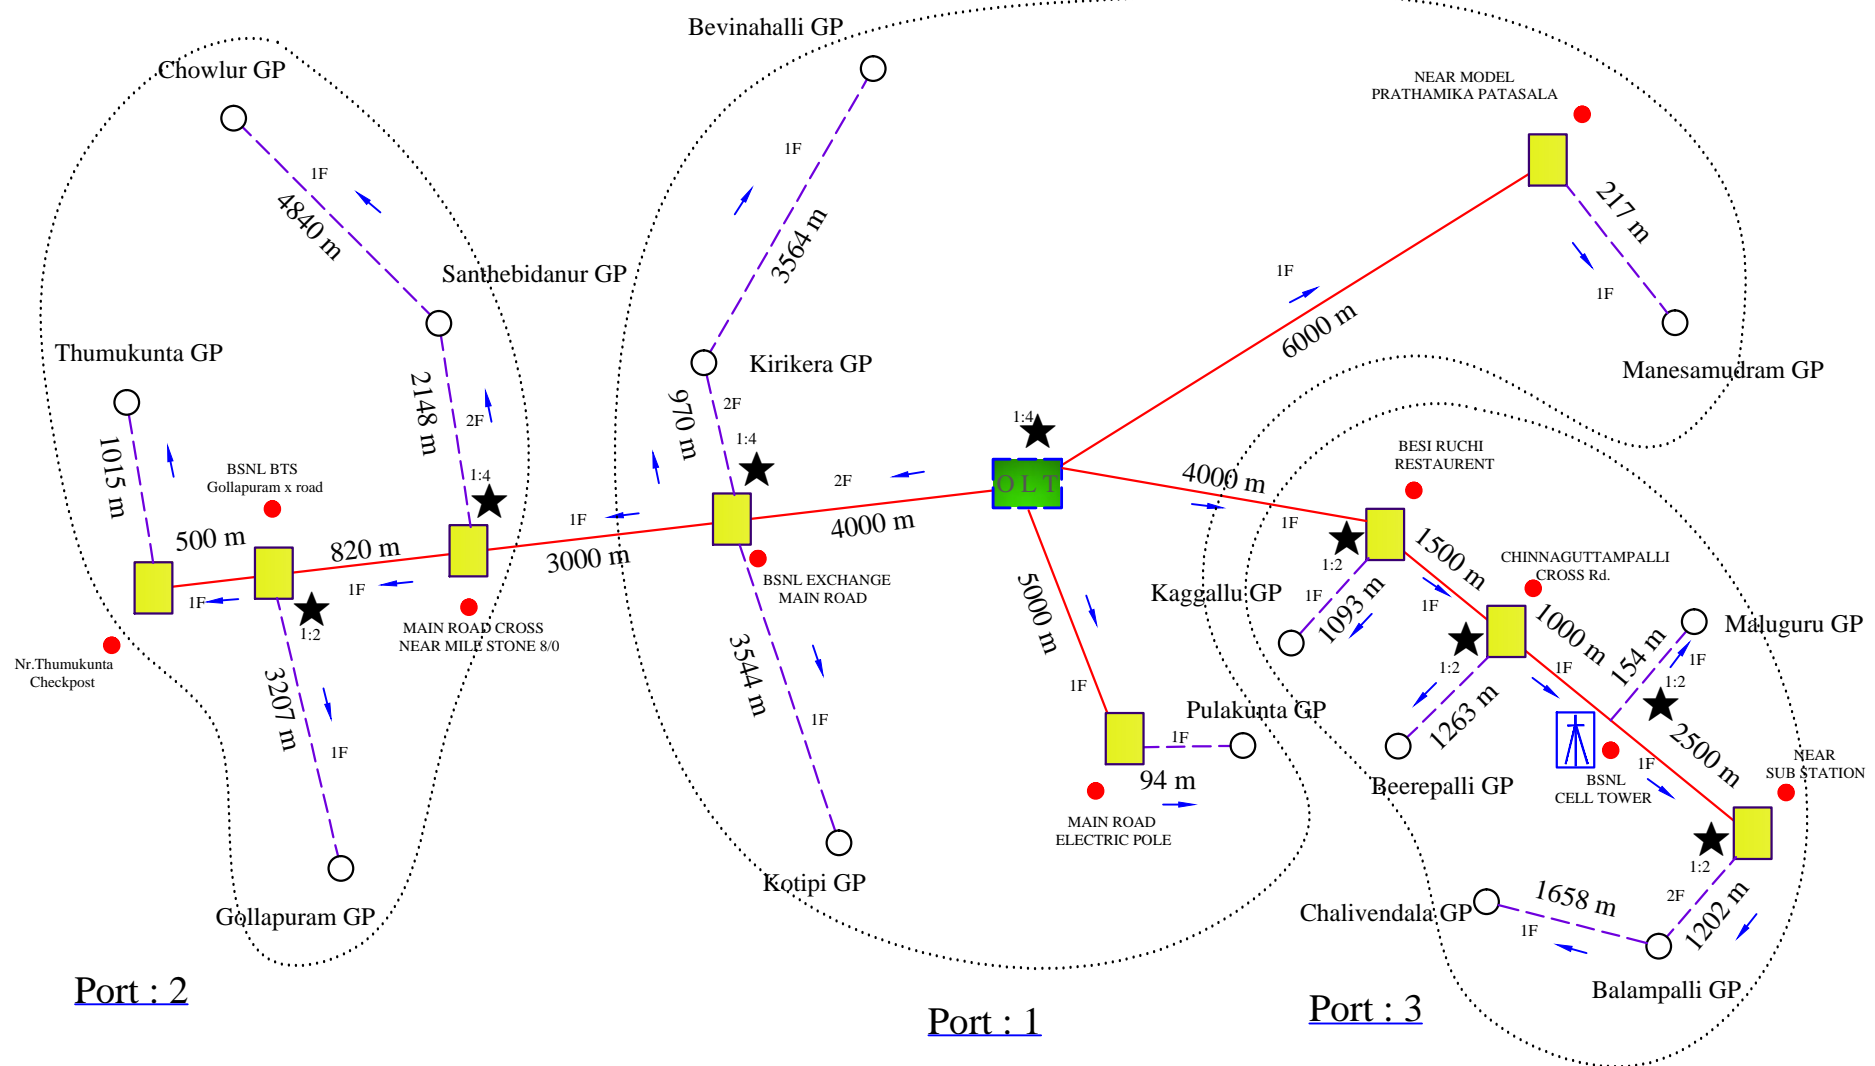 Bevinahalli GP
Chowlur GP
NEAR MODEL
PRATHAMIKA PATASALA
1F
1F
4840 m
217 m
3564 m
Santhebidanur GP
1F
1F
6000 m
Thumukunta GP
Kirikera GP
Manesamudram GP
2148 m
2F
970 m
2F
1:4
1:4
1015 m
BSNL BTS
Gollapuram x road
1:4
BESI RUCHI
RESTAURENT
OLT
2F
4000 m
1F
500 m
820 m
1F
3000 m
4000 m
1F
1F
1F
1:2
BSNL EXCHANGE
MAIN ROAD
MAIN ROAD CROSS
NEAR MILE STONE 8/0
Nr.Thumukunta
Checkpost
1:2
1500 m
1F
CHINNAGUTTAMPALLI
CROSS Rd.
Kaggallu GP
1F
1093 m
1000 m
1F
154 m
1F
Maluguru GP
1:2
1:2
5000 m
1F
3207 m
1F
3544 m
1F
Pulakunta GP
1F
94 m
1263 m
Beerepalli GP
2500 m
1F
BSNL
CELL TOWER
NEAR
SUB STATION
MAIN ROAD
ELECTRIC POLE
1:2
2F
1202 m
Kotipi GP
Gollapuram GP
Chalivendala GP
1658 m
1F
Balampalli GP
Port : 2
Port : 1
Port : 3